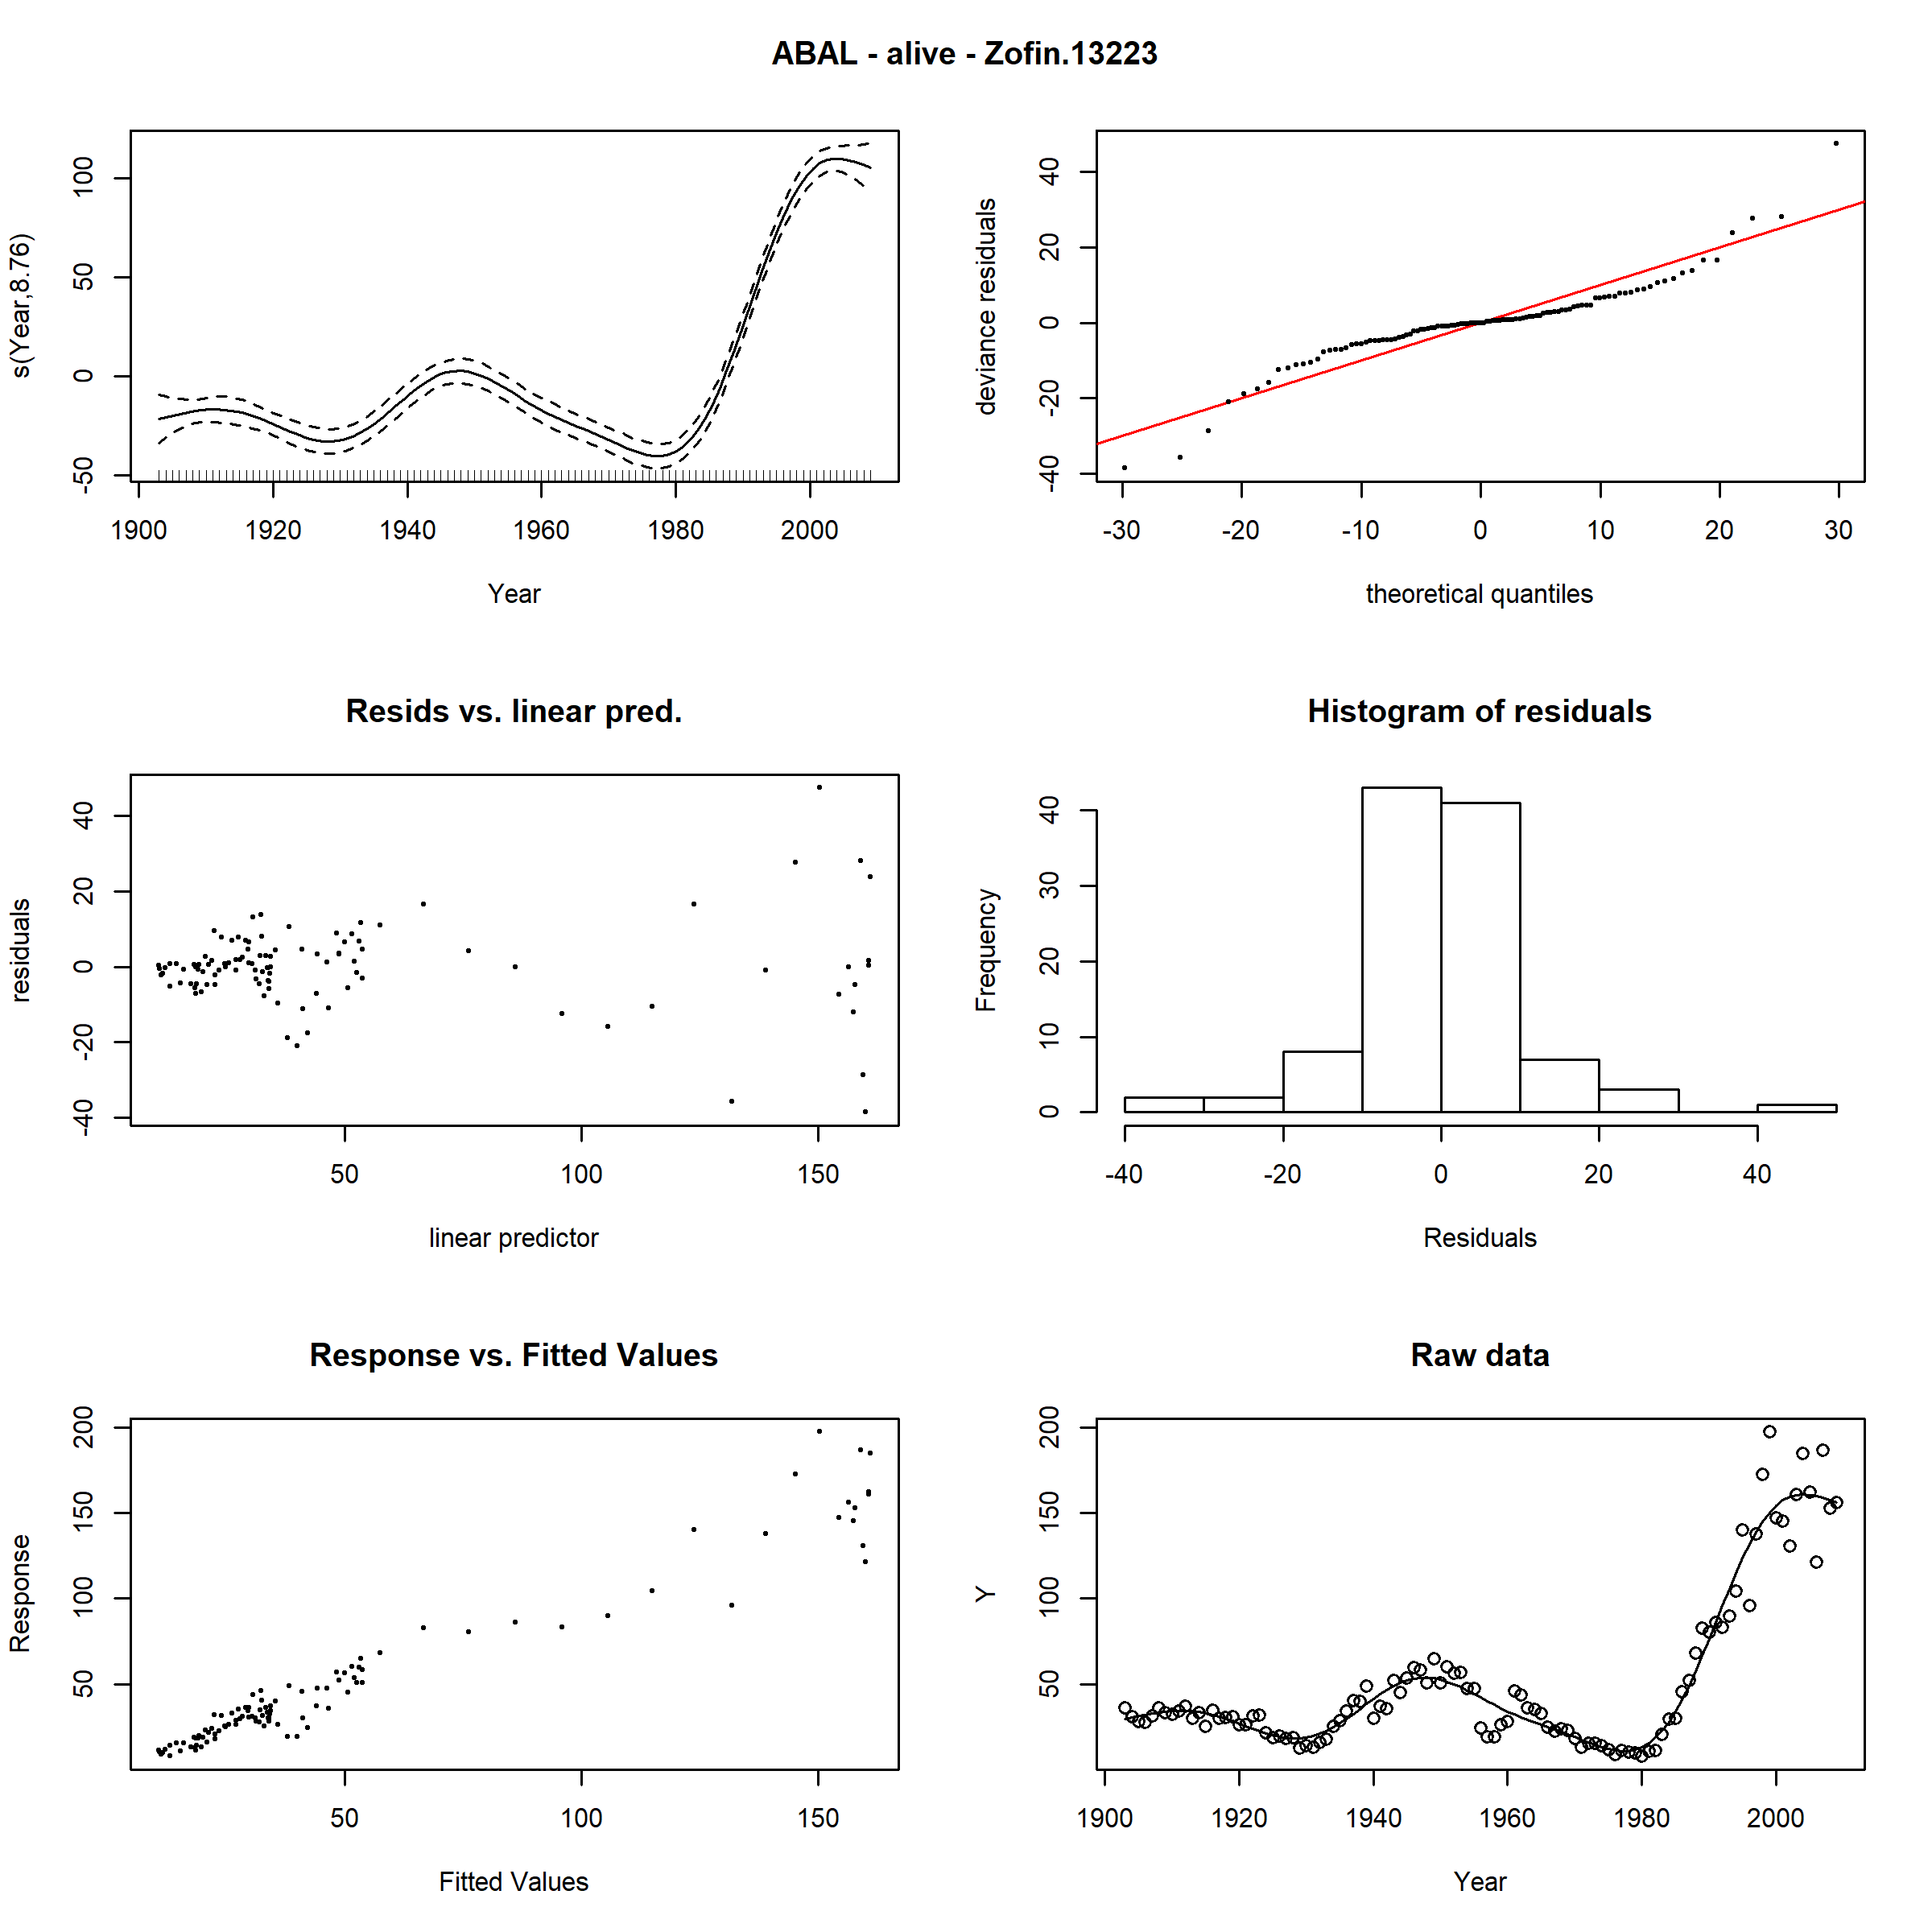 ABAL - alive - Zofin.13223
s(Year,8.76)
-50 0 50 100
1900 1920 1940 1960 1980 2000
Year
deviance residuals
-40 -20 0 20 40
-30 -20 -10 0 10 20 30
theoretical quantiles
Resids vs. linear pred.
residuals
-40 -20 0 20 40
50 100 150
linear predictor
Histogram of residuals
Frequency
0 10 20 30 40
-40 -20 0 20 40
Residuals
Response vs. Fitted Values
Response
50 100 150 200
50 100 150
Fitted Values
Raw data
Y
50 100 150 200
1900 1920 1940 1960 1980 2000
Year